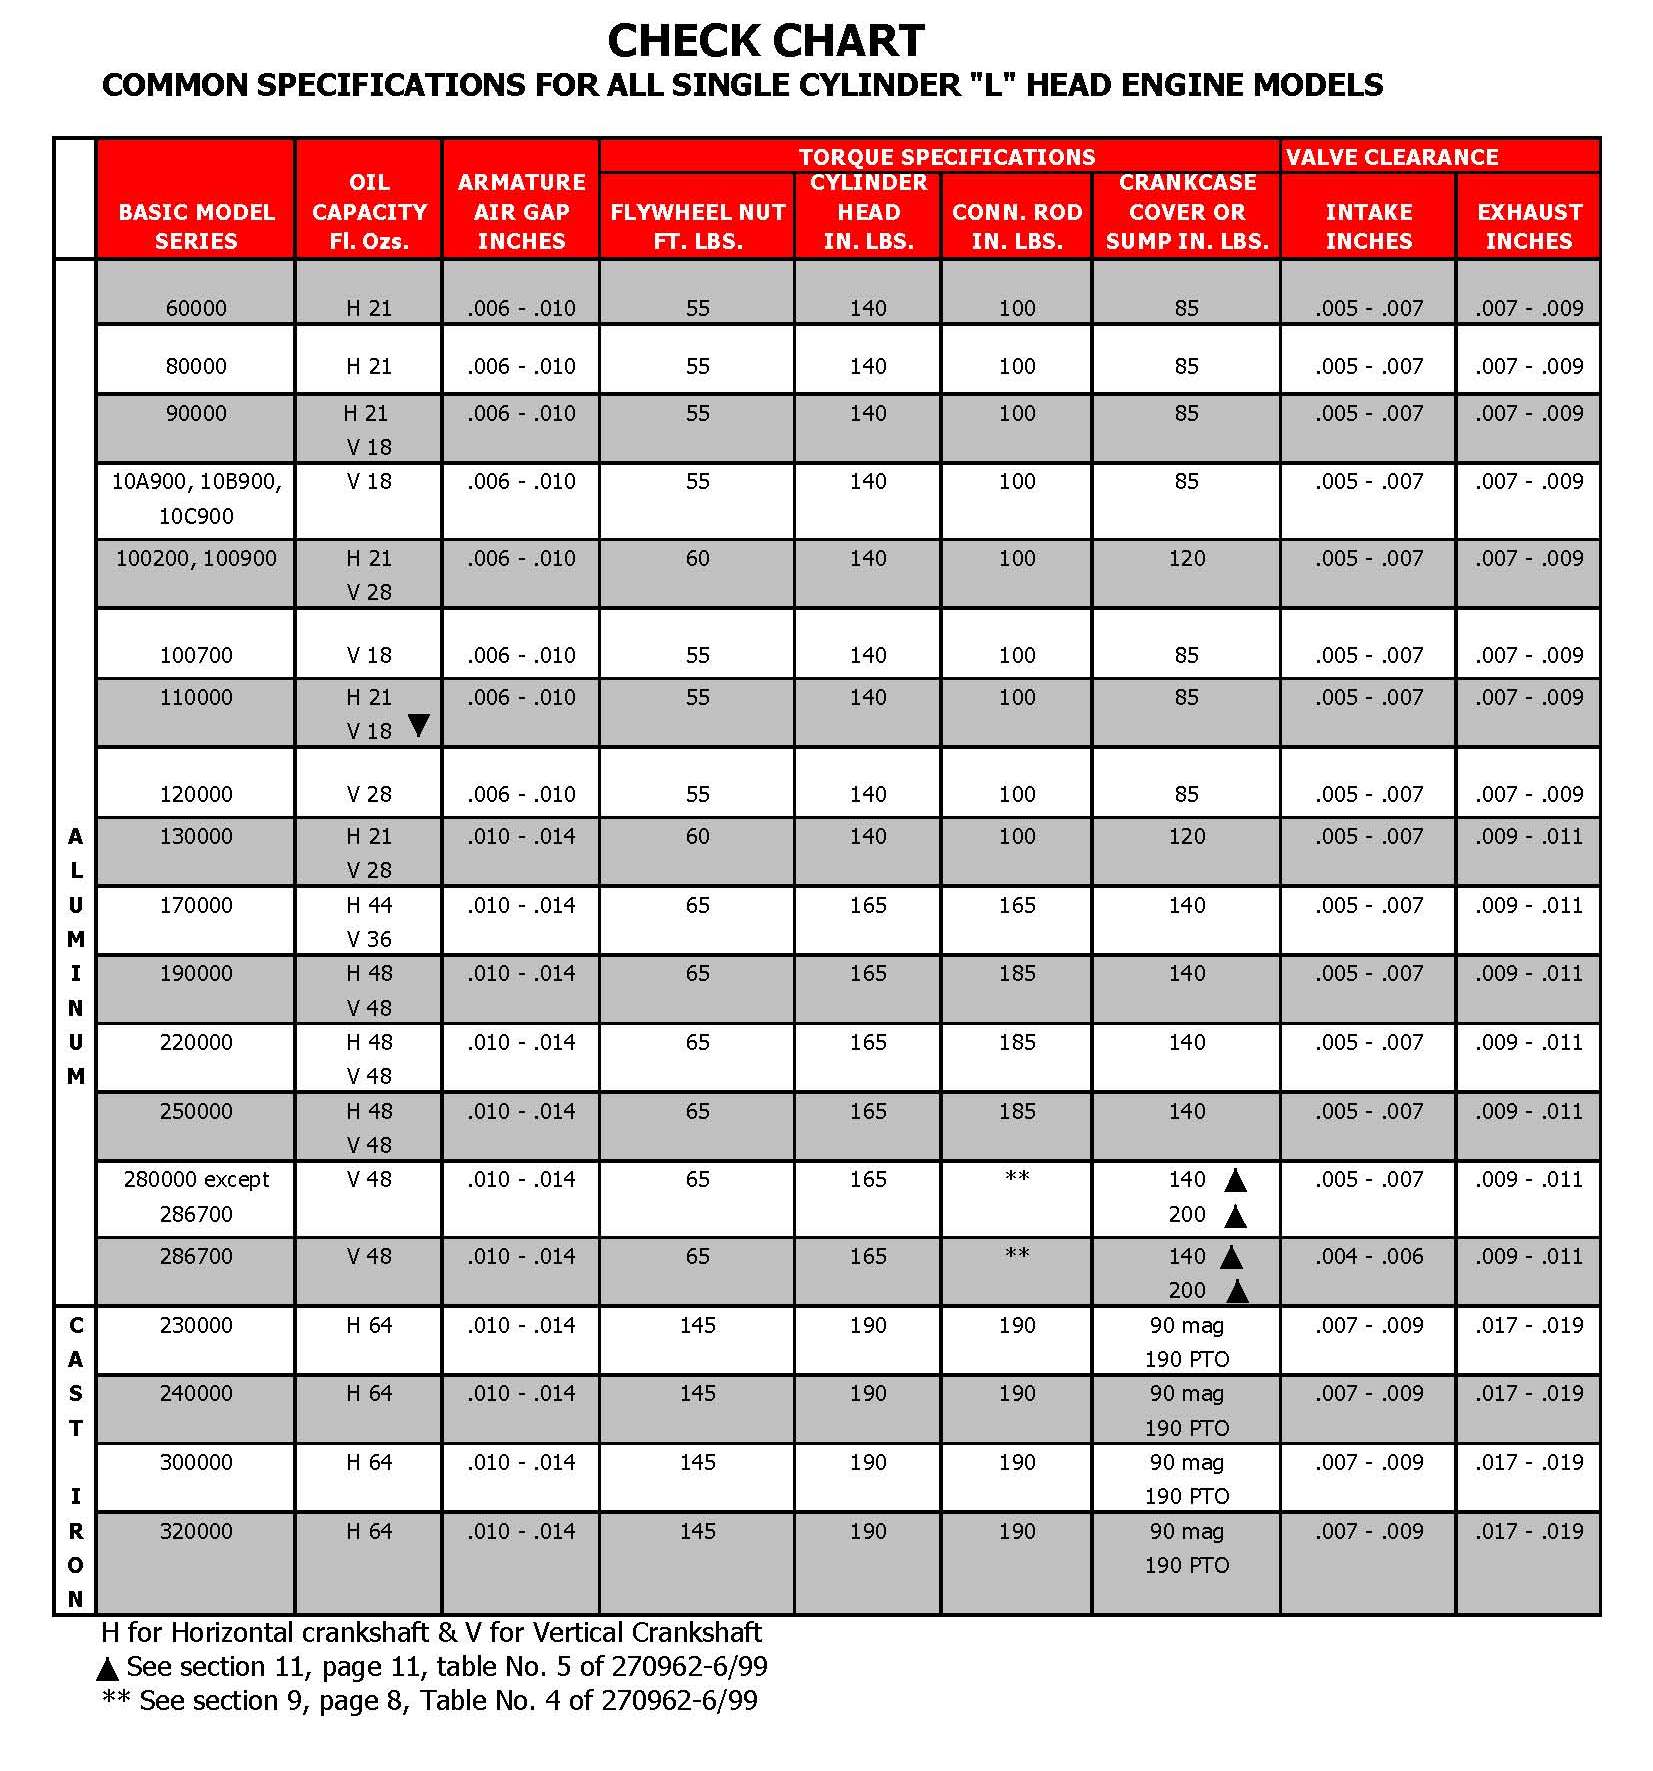 CHECK CHART
COMMON SPECIFICATIONS FOR ALL SINGLE CYLINDER "L" HEAD ENGINE MODELS
TORQUE SPECIFICATIONS VALVE CLEARANCE
BASIC MODEL SERIES OIL CAPACITY Fl. Ozs. ARMATURE AIR GAP INCHES FLYWHEEL NUT FT. LBS. CYLINDER HEAD IN. LBS. CONN. ROD IN. LBS. CRANKCASE COVER OR SUMP IN. LBS. INTAKE INCHES EXHAUST INCHES
ALUMINUM
60000 H 21 .006 - .010 55 140 100 85 .005 - .007 .007 - .009
80000 H 21 .006 - .010 55 140 100 85 .005 - .007 .007 - .009
90000 H 21 .006 - .010 55 140 100 85 .005 - .007 .007 - .009
V 18
10A900, 10B900, V 18 .006 - .010 55 140 100 85 .005 - .007 .007 - .009
10C900
100200, 100900 H 21 .006 - .010 60 140 100 120 .005 - .007 .007 - .009
V 28
100700 V 18 .006 - .010 55 140 100 85 .005 - .007 .007 - .009
110000 H 21 .006 - .010 55 140 100 85 .005 - .007 .007 - .009
V 18 ▼
120000 V 28 .006 - .010 55 140 100 85 .005 - .007 .007 - .009
130000 H 21 .010 - .014 60 140 100 120 .005 - .007 .009 - .011
V 28
170000 H 44 .010 - .014 65 165 165 140 .005 - .007 .009 - .011
V 36
190000 H 48 .010 - .014 65 165 185 140 .005 - .007 .009 - .011
V 48
220000 H 48 .010 - .014 65 165 185 140 .005 - .007 .009 - .011
V 48
250000 H 48 .010 - .014 65 165 185 140 .005 - .007 .009 - .011
V 48
280000 except V 48 .010 - .014 65 165 ** 140 ▲ .005 - .007 .009 - .011
286700 200 ▲
286700 V 48 .010 - .014 65 165 ** 140 ▲ .004 - .006 .009 - .011
200 ▲
CAST IRON
230000 H 64 .010 - .014 145 190 190 90 mag .007 - .009 .017 - .019
190 PTO
240000 H 64 .010 - .014 145 190 190 90 mag .007 - .009 .017 - .019
190 PTO
300000 H 64 .010 - .014 145 190 190 90 mag .007 - .009 .017 - .019
190 PTO
320000 H 64 .010 - .014 145 190 190 90 mag .007 - .009 .017 - .019
190 PTO
H for Horizontal crankshaft & V for Vertical Crankshaft
▲ See section 11, page 11, table No. 5 of 270962-6/99
** See section 9, page 8, Table No. 4 of 270962-6/99